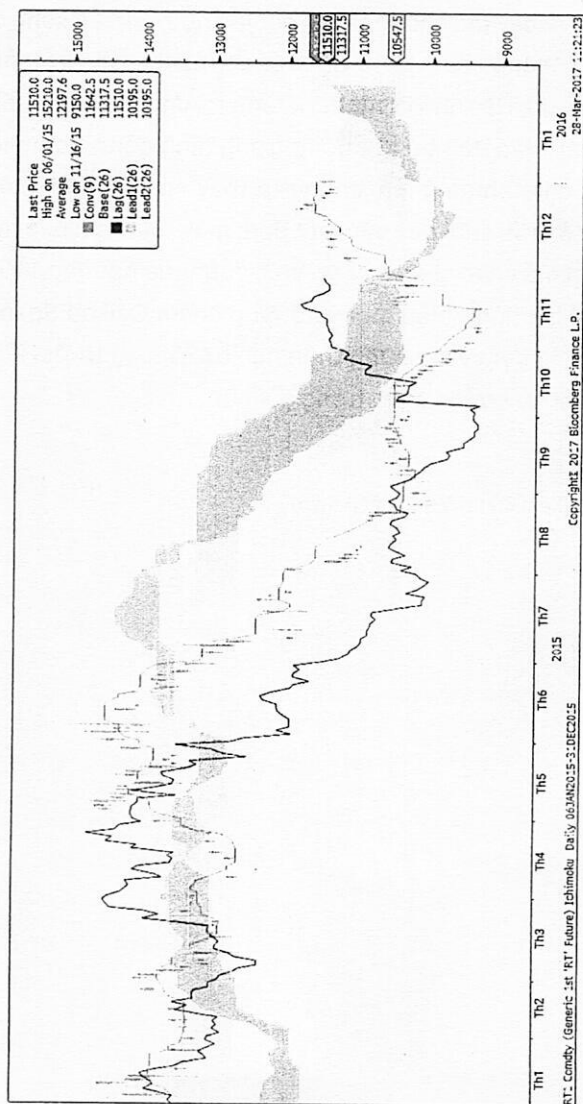 Last Price 11510.0
High on 06/01/15 15210.0
Average 12197.6
Low on 11/16/15 9150.0
Conv(9) 11642.5
Base(26) 11317.5
Lag(26) 11510.0
Lead1(26) 10195.0
Lead2(26) 10195.0
15000
14000
13000
12000
11510.0
11317.5
11000
10547.5
10000
9000
Th1 Th2 Th3 Th4 Th5 Th6 Th7 Th8 Th9 Th10 Th11 Th12 Th1
2015 2016
RT1 Comdty (Generic 1st 'RT' Future) Ichimoku Daily 06JAN2015-31DEC2015 Copyright© 2017 Bloomberg Finance L.P. 28-Mar-2017 11:21:23